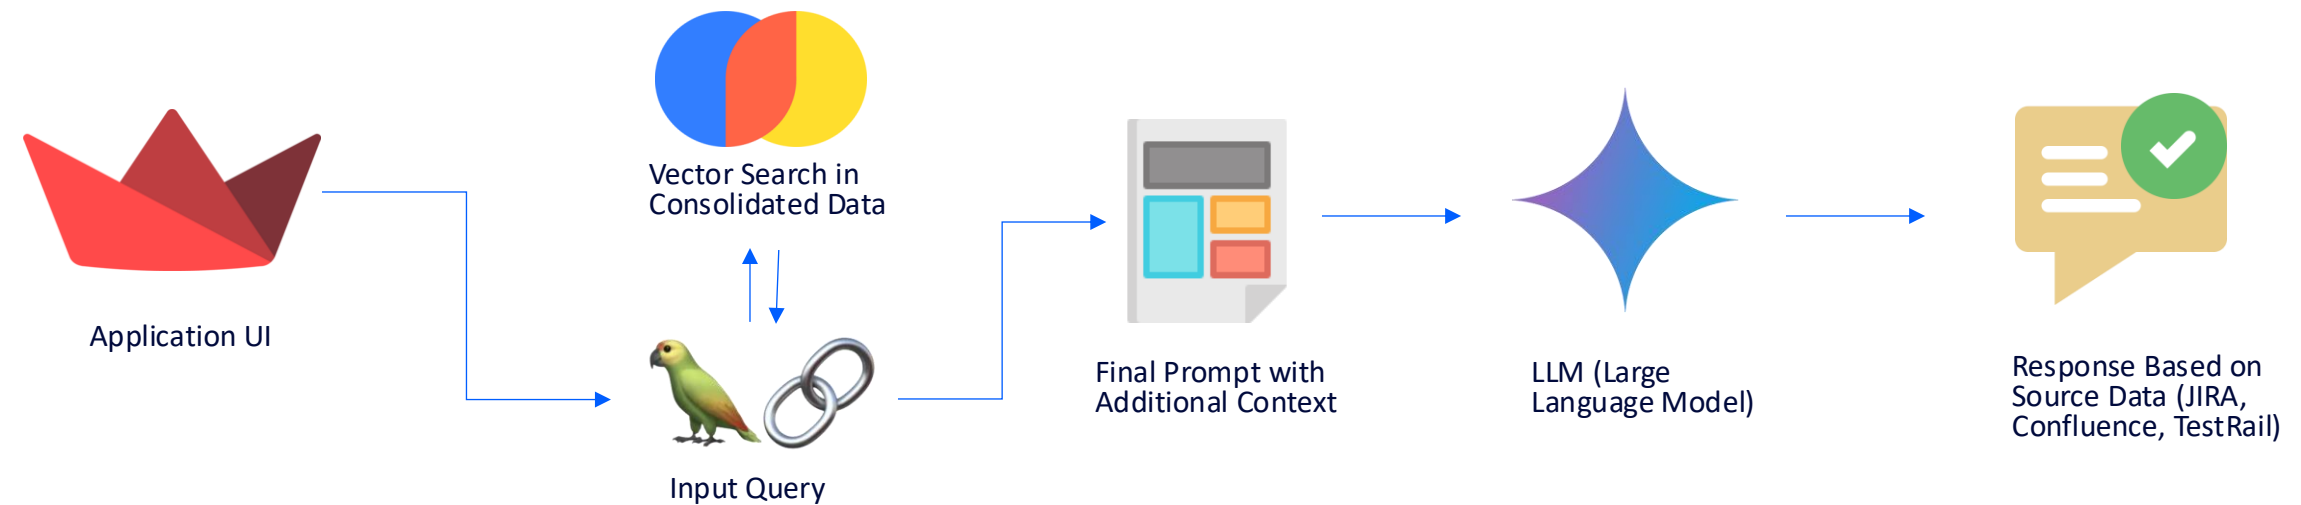 Application UI
Vector Search in
Consolidated Data
Input Query
Final Prompt with
Additional Context
LLM (Large
Language Model)
Response Based on
Source Data (JIRA,
Confluence, TestRail)